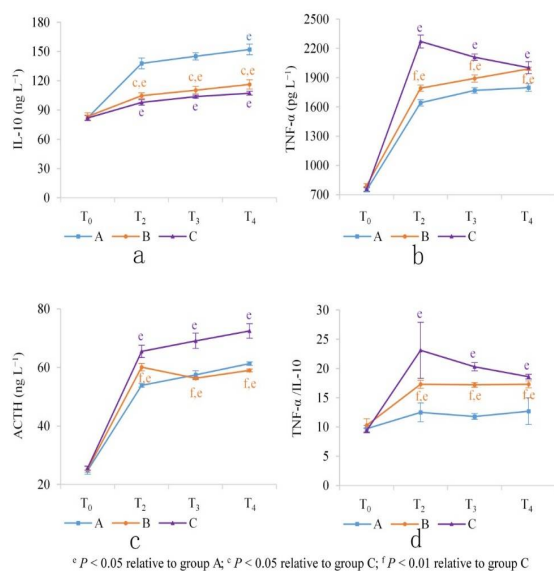 IL-10 (ng L⁻¹)
180
150
120
90
60
30
0
e
c,e
c,e
c,e
e
e
e
T₀
T₂
T₃
T₄
A
B
C
a
TNF-α (pg L⁻¹)
2500
2200
1900
1600
1300
1000
700
e
e
e
f,e
f,e
f,e
T₀
T₂
T₃
T₄
A
B
C
b
ACTH (ng L⁻¹)
80
60
40
20
e
e
e
f,e
f,e
f,e
T₀
T₂
T₃
T₄
A
B
C
c
TNF-α /IL-10
30
25
20
15
10
5
0
e
e
e
f,e
f,e
f,e
T₀
T₂
T₃
T₄
A
B
C
d
ᵉ P < 0.05 relative to group A; ᶜ P < 0.05 relative to group C; ᶠ P < 0.01 relative to group C